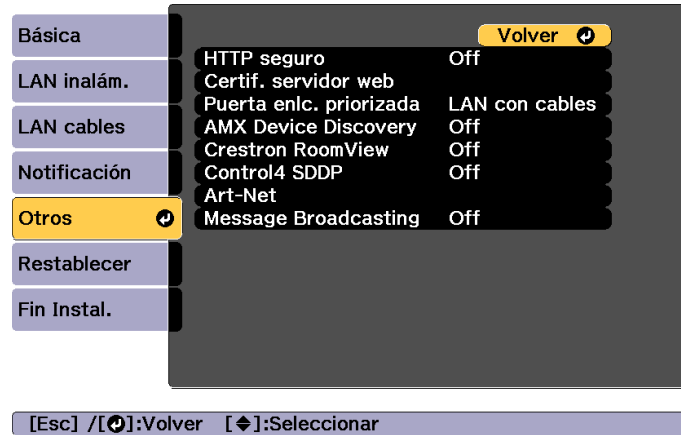 Básica
LAN inalám.
LAN cables
Notificación
Otros
Restablecer
Fin Instal.
Volver
HTTP seguro Off
Certif. servidor web
Puerta enlc. priorizada LAN con cables
AMX Device Discovery Off
Crestron RoomView Off
Control4 SDDP Off
Art-Net
Message Broadcasting Off
[Esc] /[↲]:Volver [◆]:Seleccionar